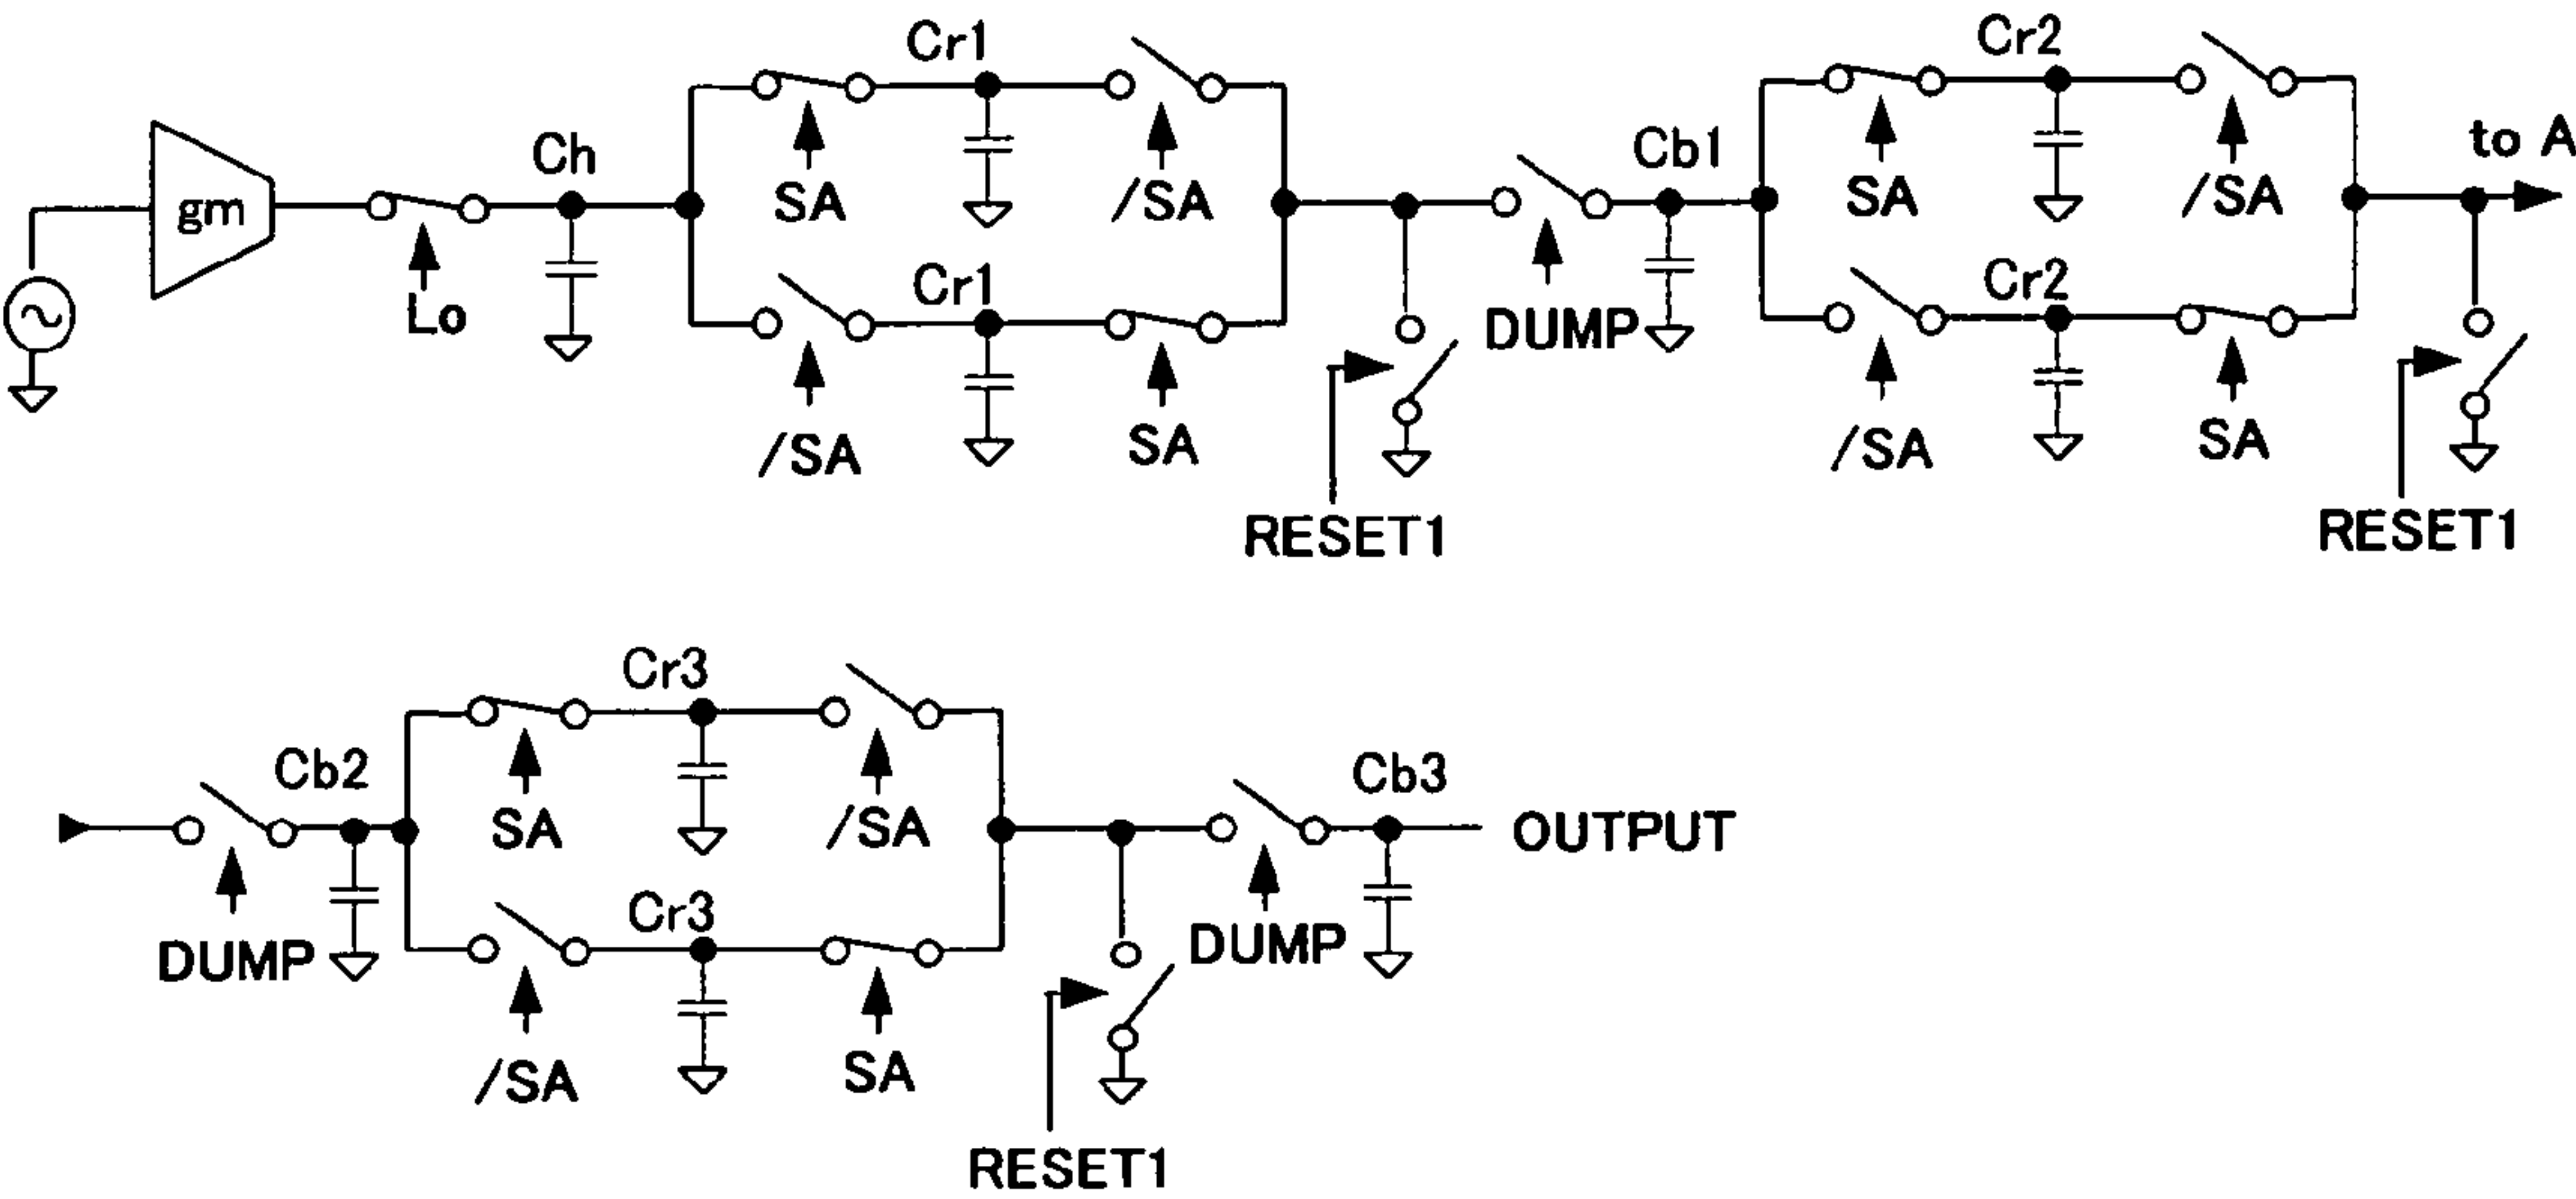 Cr1
Cr2
Ch
Cb1
to A
gm
SA
/SA
SA
/SA
Lo
Cr1
Cr2
DUMP
/SA
SA
/SA
SA
RESET1
RESET1
Cr3
Cb2
Cb3
SA
/SA
OUTPUT
Cr3
DUMP
DUMP
/SA
SA
RESET1